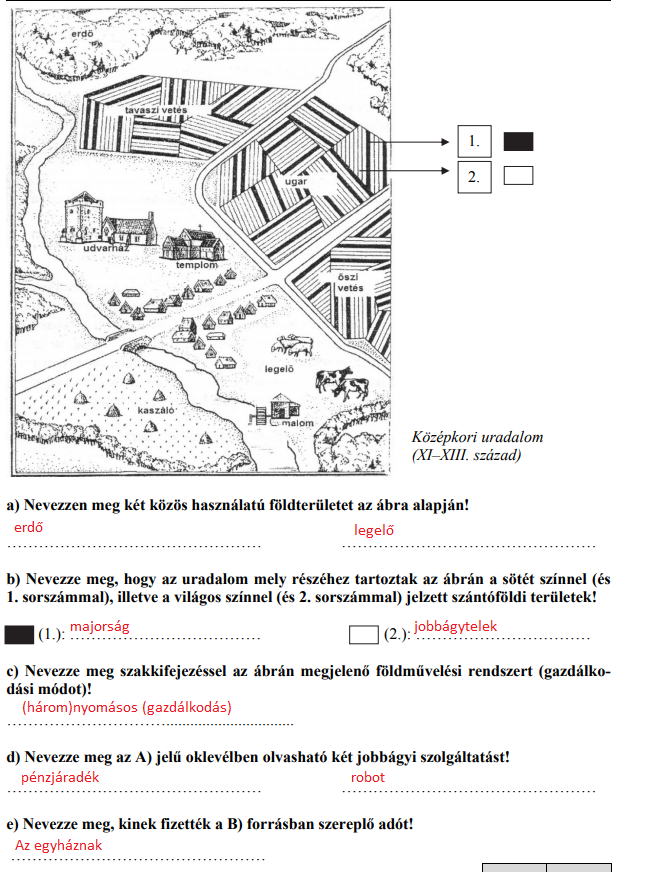 erdő
tavaszi vetés
1.
2.
ugar
udvarház
templom
őszi
vetés
legelő
kaszáló
malom
Középkori uradalom
(XI–XIII. század)
a) Nevezzen meg két közös használatú földterületet az ábra alapján!
erdő legelő
b) Nevezze meg, hogy az uradalom mely részéhez tartoztak az ábrán a sötét színnel (és
1. sorszámmal), illetve a világos színnel (és 2. sorszámmal) jelzett szántóföldi területek!
(1.): majorság (2.): jobbágytelek
c) Nevezze meg szakkifejezéssel az ábrán megjelenő földművelési rendszert (gazdálko-
dási módot)!
(három)nyomásos (gazdálkodás)
d) Nevezze meg az A) jelű oklevélben olvasható két jobbágyi szolgáltatást!
pénzjáradék robot
e) Nevezze meg, kinek fizették a B) forrásban szereplő adót!
Az egyháznak